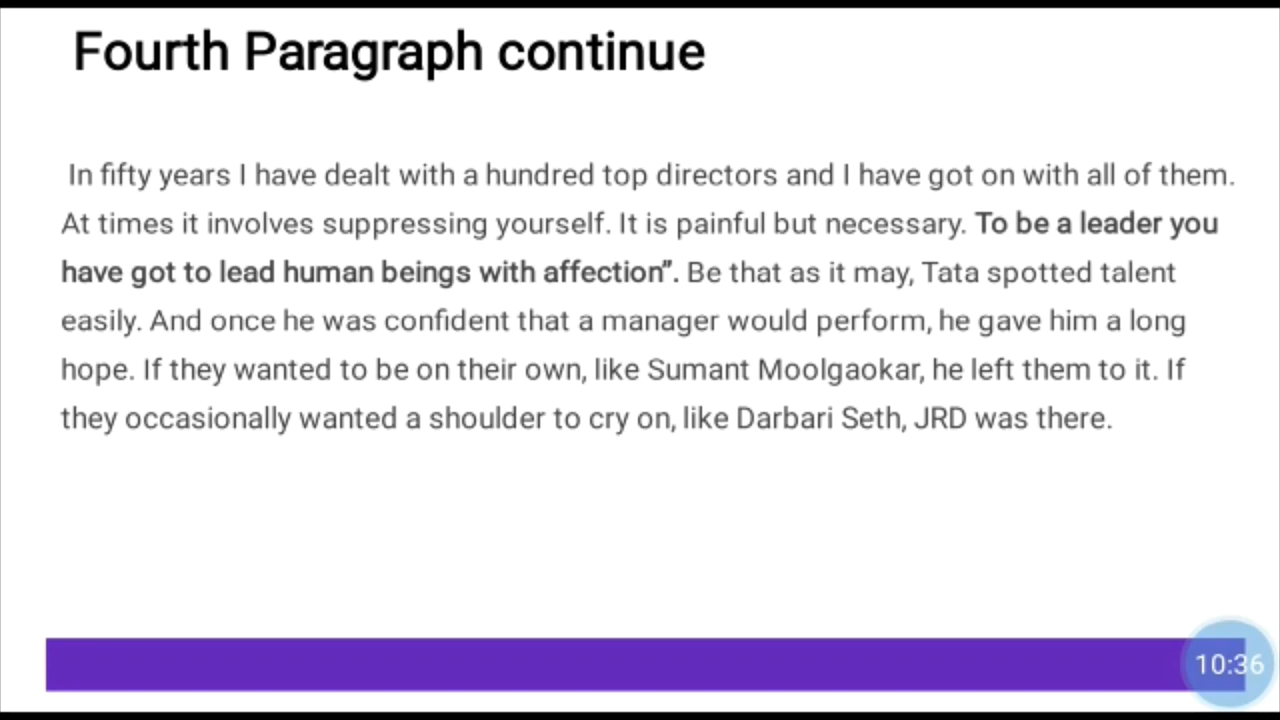 Fourth Paragraph continue
In fifty years I have dealt with a hundred top directors and I have got on with all of them.
At times it involves suppressing yourself. It is painful but necessary. To be a leader you
have got to lead human beings with affection”. Be that as it may, Tata spotted talent
easily. And once he was confident that a manager would perform, he gave him a long
hope. If they wanted to be on their own, like Sumant Moolgaokar, he left them to it. If
they occasionally wanted a shoulder to cry on, like Darbari Seth, JRD was there.
10:36